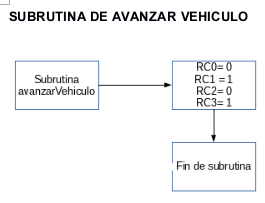 SUBRUTINA DE AVANZAR VEHICULO
Subrutina
avanzarVehiculo
RC0= 0
RC1 = 1
RC2= 0
RC3= 1
Fin de subrutina